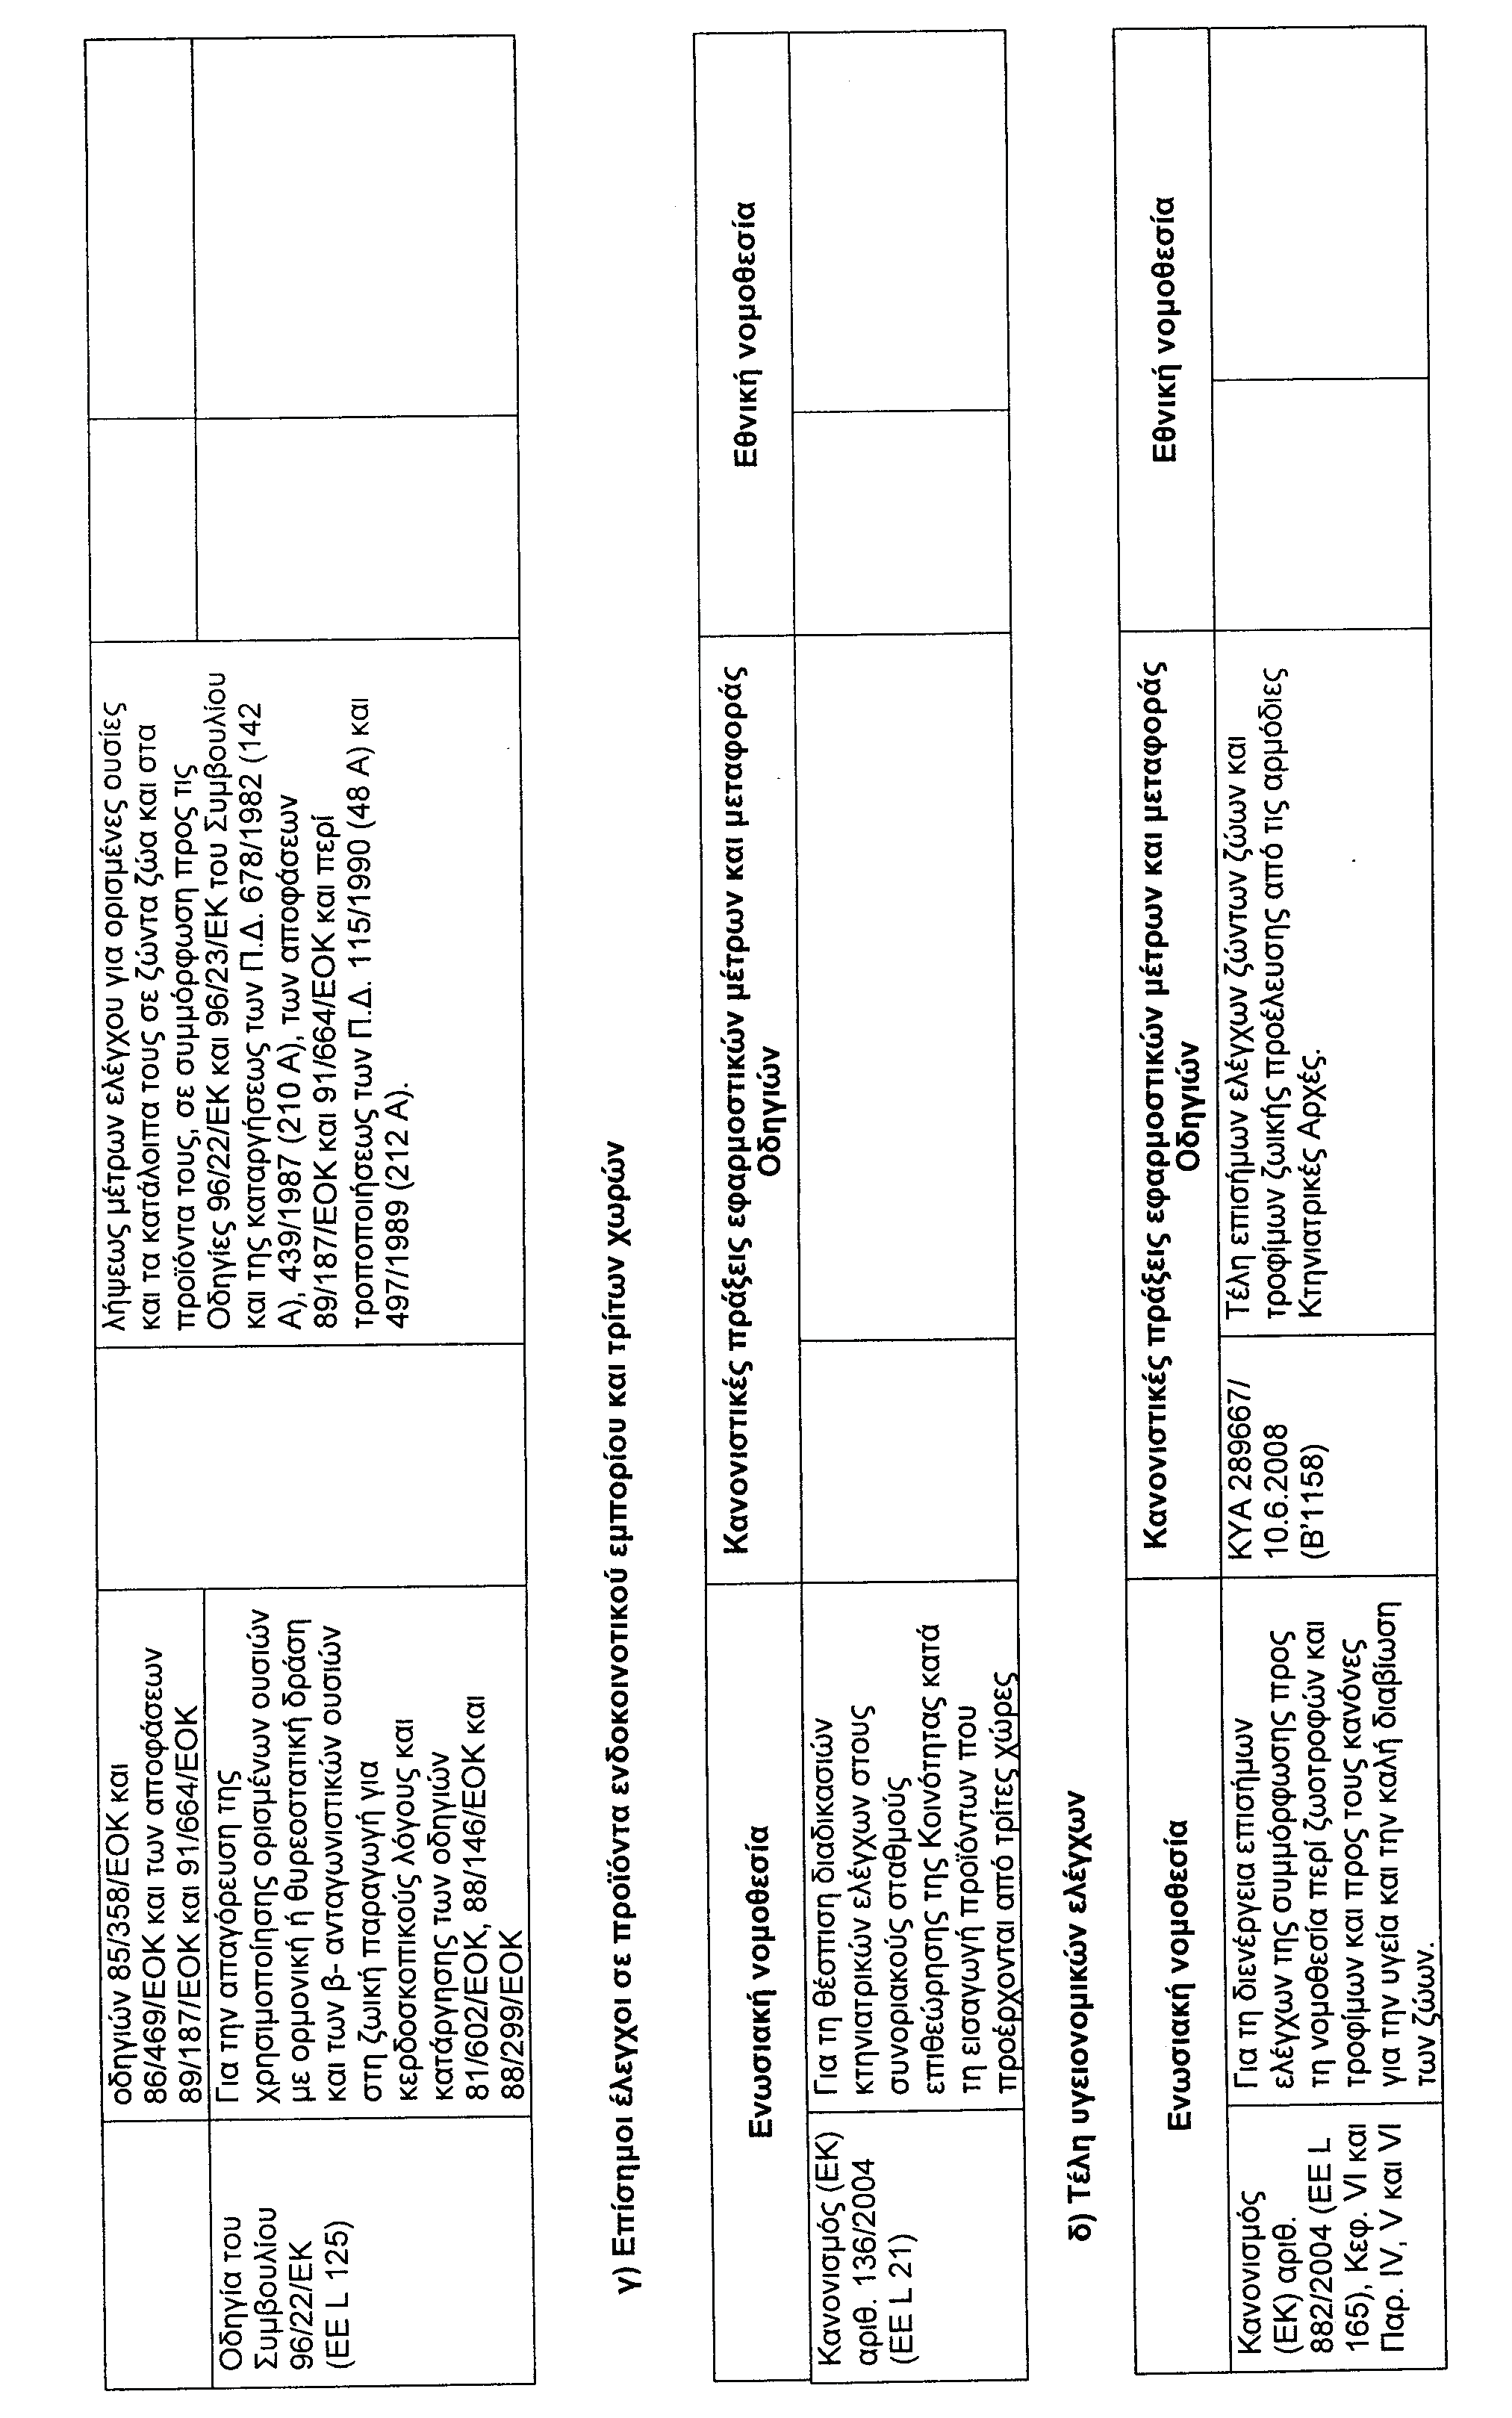 οδηγιών 85/358/ΕΟΚ και
86/469/ΕΟΚ και των αποφάσεων
89/187/ΕΟΚ και 91/664/ΕΟΚ
λήψεως μέτρων ελέγχου για ορισμένες ουσίες
και τα κατάλοιπα τους σε ζώντα ζώα και στα
προϊόντα τους, σε συμμόρφωση προς τις
Οδηγίες 96/22/ΕΚ και 96/23/ΕΚ του Συμβουλίου
και της καταργήσεως των Π.Δ. 678/1982 (142
Α), 439/1987 (210 Α), των αποφάσεων
89/187/ΕΟΚ και 91/664/ΕΟΚ και περί
τροποποιήσεως των Π.Δ. 115/1990 (48 Α) και
497/1989 (212 Α).
Οδηγία του
Συμβουλίου
96/22/ΕΚ
(ΕΕ L 125)
Για την απαγόρευση της
χρησιμοποίησης ορισμένων ουσιών
με ορμονική ή θυρεοστατική δράση
και των β- ανταγωνιστικών ουσιών
στη ζωική παραγωγή για
κερδοσκοπικούς λόγους και
κατάργησης των οδηγιών
81/602/ΕΟΚ, 88/146/ΕΟΚ και
88/299/ΕΟΚ
γ) Επίσημοι έλεγχοι σε προϊόντα ενδοκοινοτικού εμπορίου και τρίτων χωρών
Ενωσιακή νομοθεσία
Κανονιστικές πράξεις εφαρμοστικών μέτρων και μεταφοράς
Οδηγιών
Εθνική νομοθεσία
Κανονισμός (ΕΚ)
αριθ. 136/2004
(ΕΕ L 21)
Για τη θέσπιση διαδικασιών
κτηνιατρικών ελέγχων στους
συνοριακούς σταθμούς
επιθεώρησης της Κοινότητας κατά
τη εισαγωγή προϊόντων που
προέρχονται από τρίτες χώρες
δ) Τέλη υγειονομικών ελέγχων
Ενωσιακή νομοθεσία
Κανονιστικές πράξεις εφαρμοστικών μέτρων και μεταφοράς
Οδηγιών
Εθνική νομοθεσία
Κανονισμός
(ΕΚ) αριθ.
882/2004 (ΕΕ L
165), Κεφ. VI και
Παρ. IV, V και VI
Για τη διενέργεια επισήμων
ελέγχων της συμμόρφωσης προς
τη νομοθεσία περί ζωοτροφών και
τροφίμων και προς τους κανόνες
για την υγεία και την καλή διαβίωση
των ζώων.
ΚΥΑ 289667/
10.6.2008
(Β'1158)
Τέλη επισήμων ελέγχων ζώντων ζώων και
τροφίμων ζωικής προέλευσης από τις αρμόδιες
Κτηνιατρικές Αρχές.